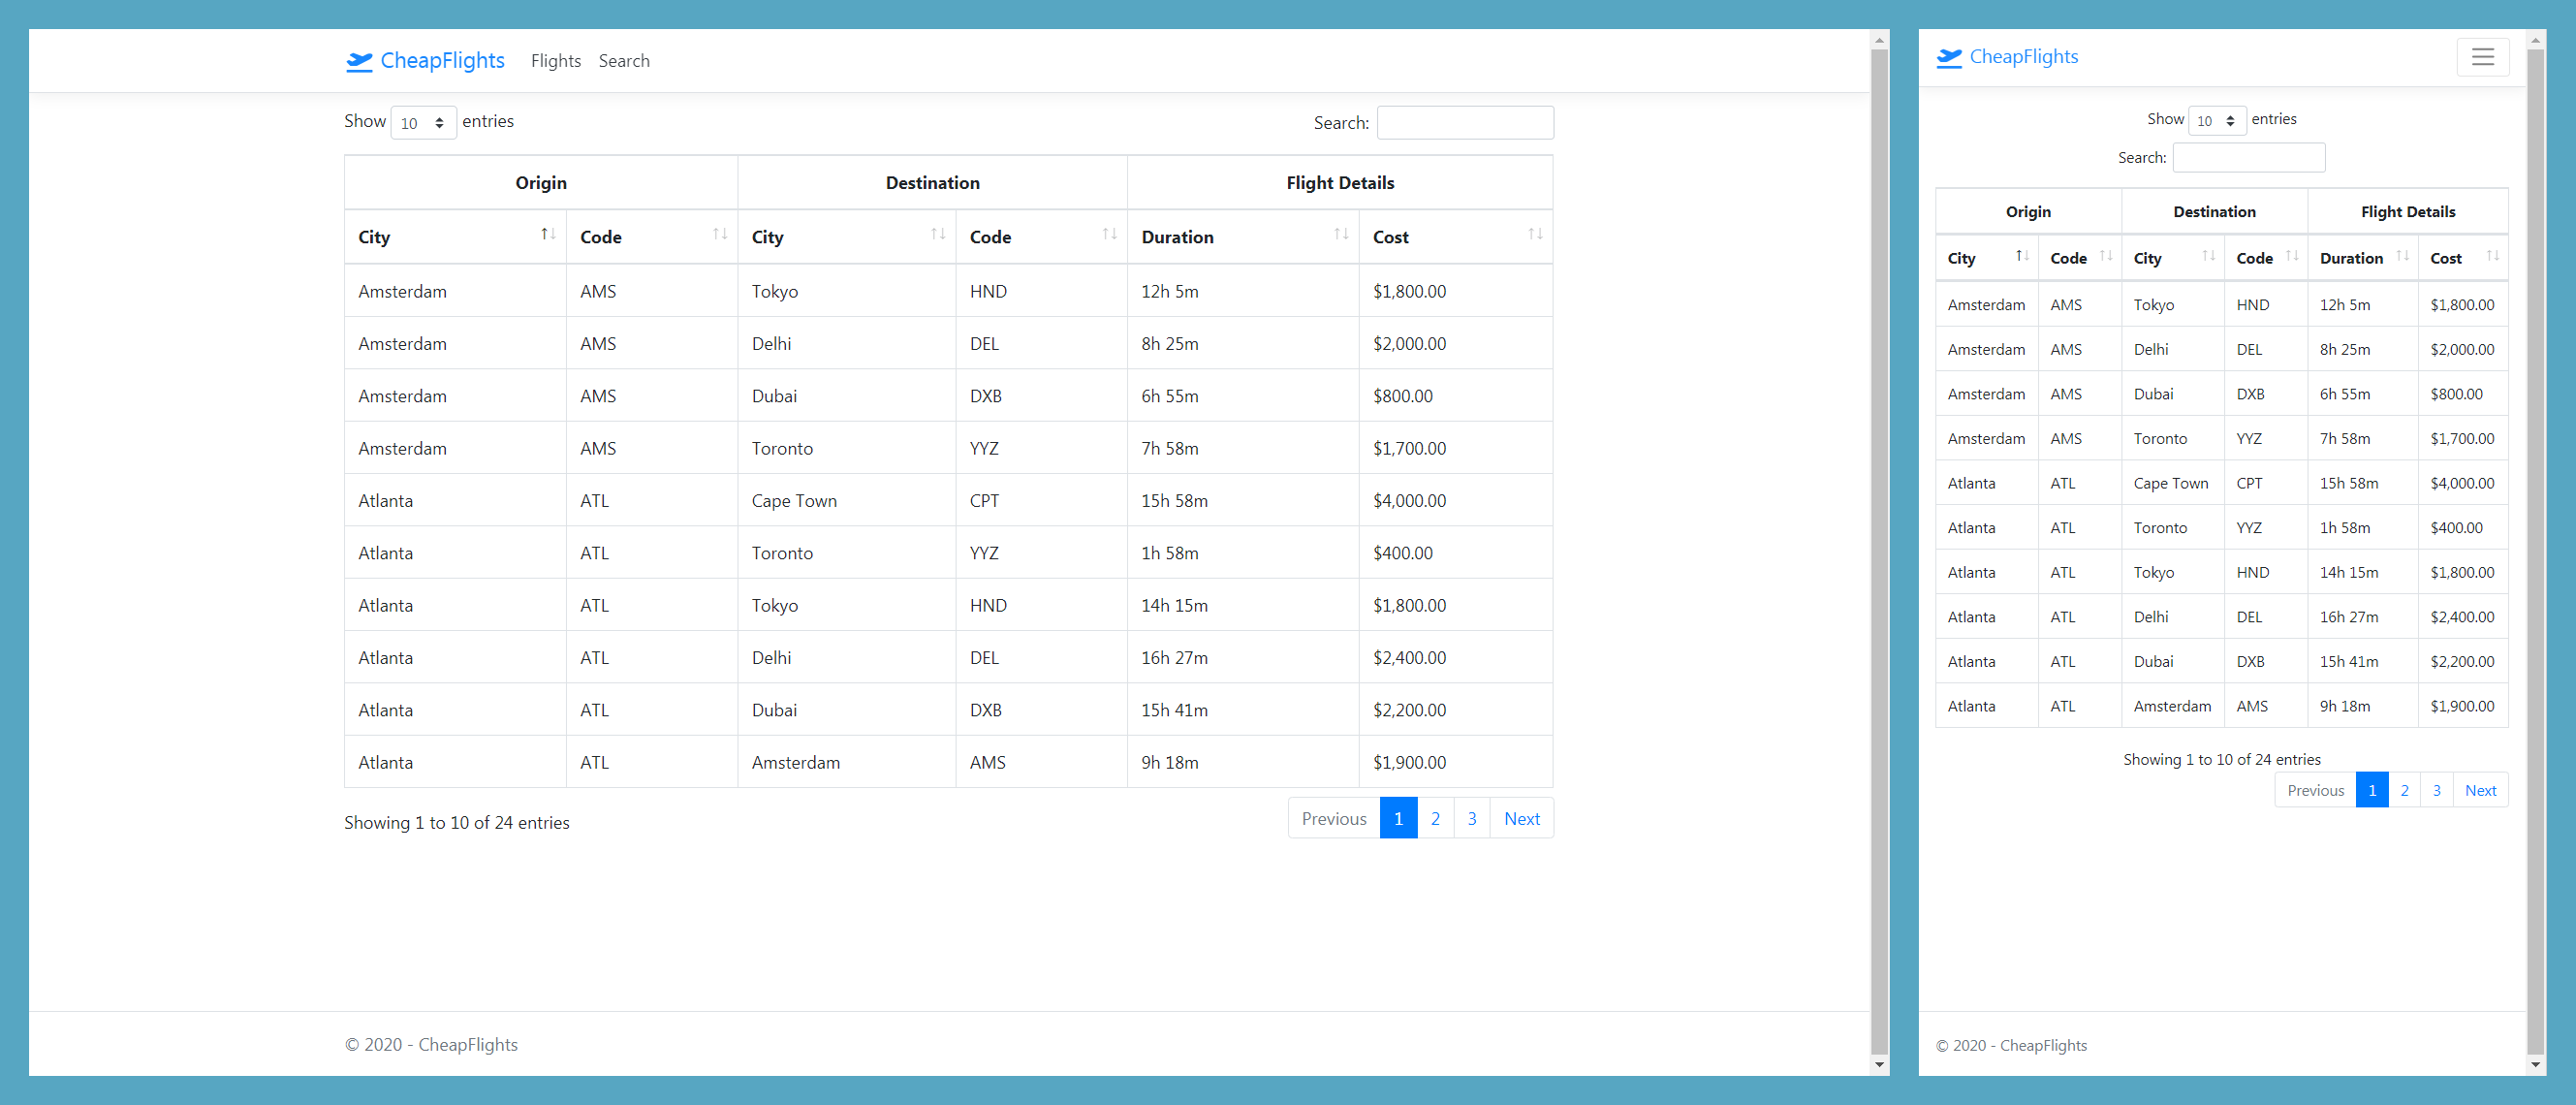 CheapFlights Flights Search
Show 10 entries Search:
Origin Destination Flight Details
City Code City Code Duration Cost
Amsterdam AMS Tokyo HND 12h 5m $1,800.00
Amsterdam AMS Delhi DEL 8h 25m $2,000.00
Amsterdam AMS Dubai DXB 6h 55m $800.00
Amsterdam AMS Toronto YYZ 7h 58m $1,700.00
Atlanta ATL Cape Town CPT 15h 58m $4,000.00
Atlanta ATL Toronto YYZ 1h 58m $400.00
Atlanta ATL Tokyo HND 14h 15m $1,800.00
Atlanta ATL Delhi DEL 16h 27m $2,400.00
Atlanta ATL Dubai DXB 15h 41m $2,200.00
Atlanta ATL Amsterdam AMS 9h 18m $1,900.00
Showing 1 to 10 of 24 entries Previous 1 2 3 Next
© 2020 - CheapFlights
CheapFlights
Show 10 entries
Search:
Origin Destination Flight Details
City Code City Code Duration Cost
Amsterdam AMS Tokyo HND 12h 5m $1,800.00
Amsterdam AMS Delhi DEL 8h 25m $2,000.00
Amsterdam AMS Dubai DXB 6h 55m $800.00
Amsterdam AMS Toronto YYZ 7h 58m $1,700.00
Atlanta ATL Cape Town CPT 15h 58m $4,000.00
Atlanta ATL Toronto YYZ 1h 58m $400.00
Atlanta ATL Tokyo HND 14h 15m $1,800.00
Atlanta ATL Delhi DEL 16h 27m $2,400.00
Atlanta ATL Dubai DXB 15h 41m $2,200.00
Atlanta ATL Amsterdam AMS 9h 18m $1,900.00
Showing 1 to 10 of 24 entries
Previous 1 2 3 Next
© 2020 - CheapFlights